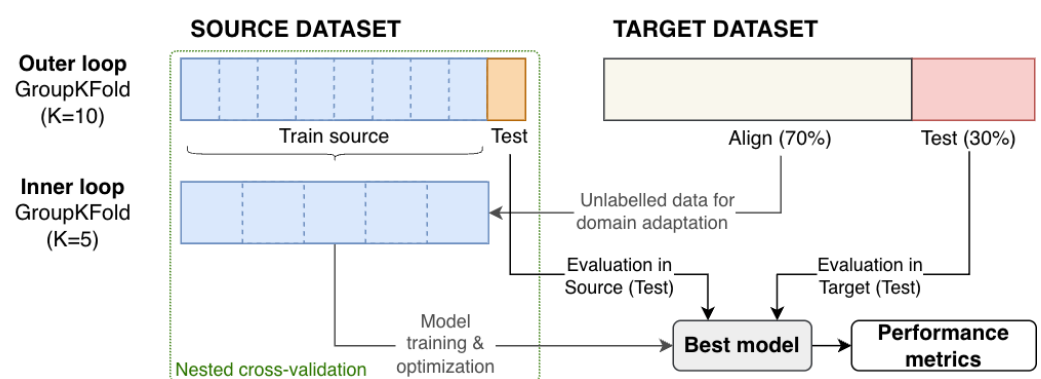 SOURCE DATASET
TARGET DATASET
Outer loop
GroupKFold
(K=10)
Train source
Test
Align (70%)
Test (30%)
Inner loop
GroupKFold
(K=5)
Unlabelled data for
domain adaptation
Evaluation in
Source (Test)
Evaluation in
Target (Test)
Model
training &
optimization
Best model
Performance
metrics
Nested cross-validation